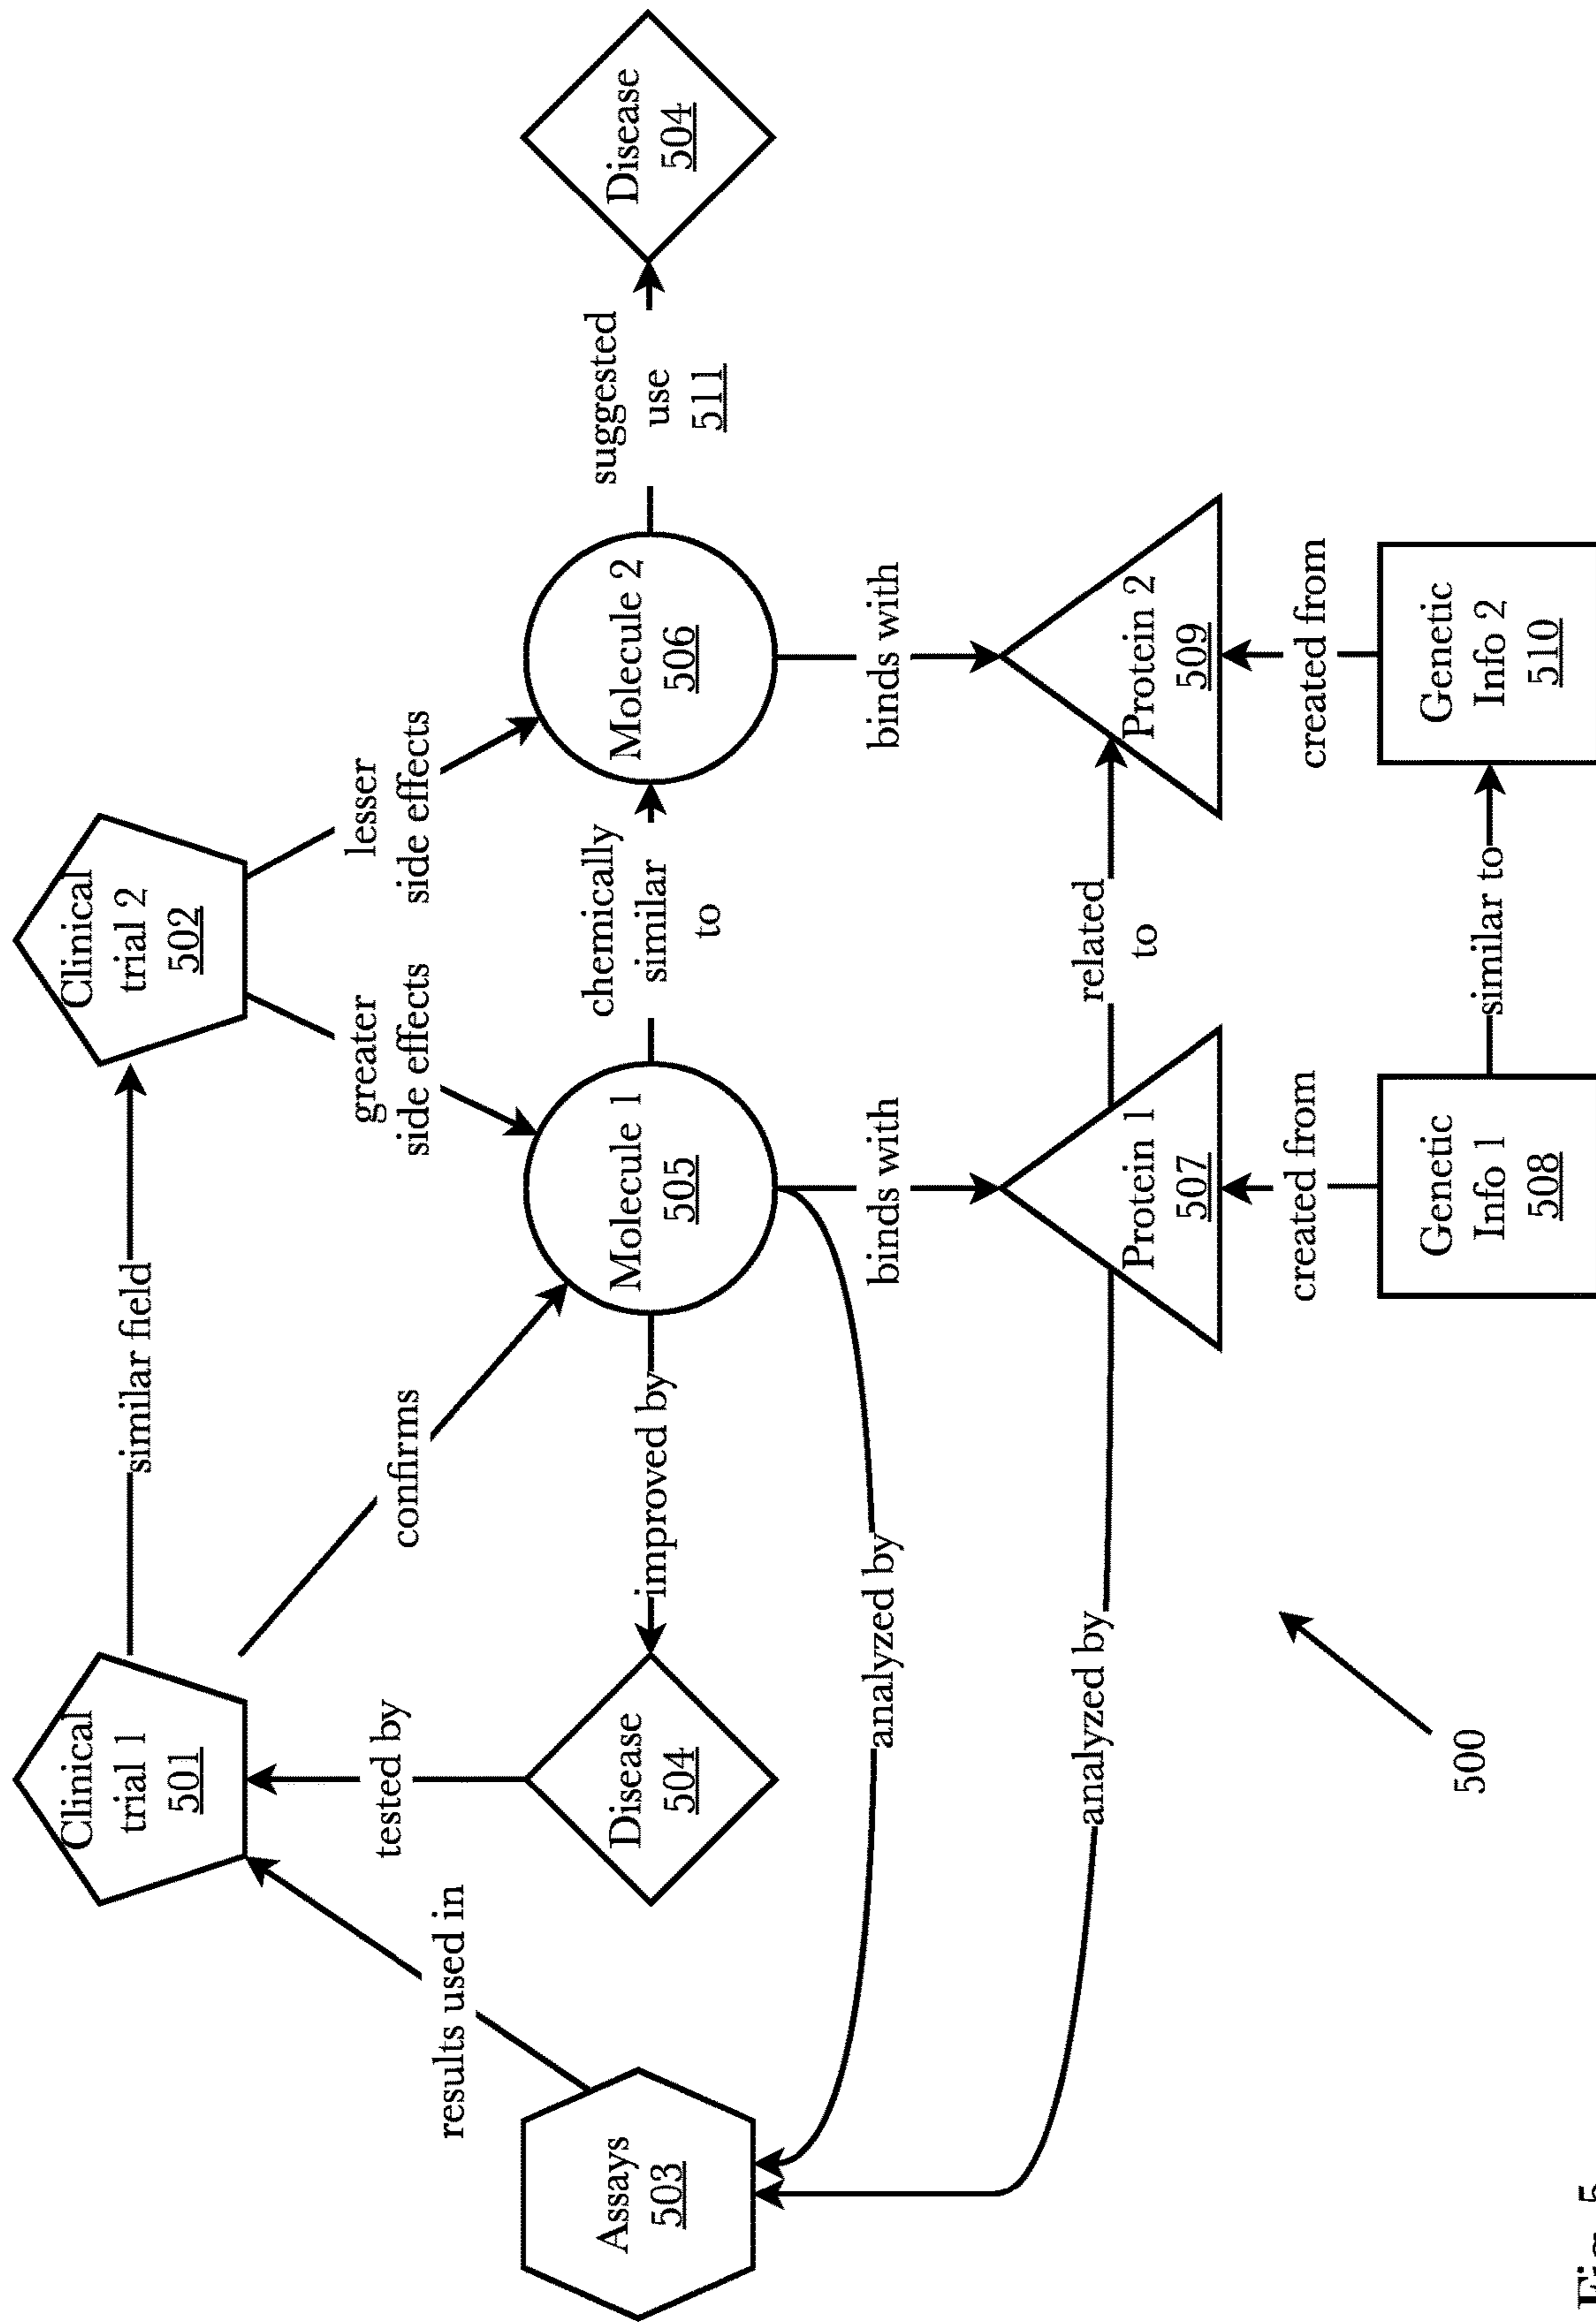 Clinical
trial 1
501
similar field
Clinical
trial 2
502
results used in
tested by
confirms
greater
side effects
lesser
side effects
Assays
503
Disease
504
improved by
Molecule 1
505
chemically
similar
to
Molecule 2
506
suggested
use
511
Disease
504
analyzed by
binds with
binds with
analyzed by
Protein 1
507
related
to
Protein 2
509
created from
created from
500
Genetic
Info 1
508
similar to
Genetic
Info 2
510
Fig. 5